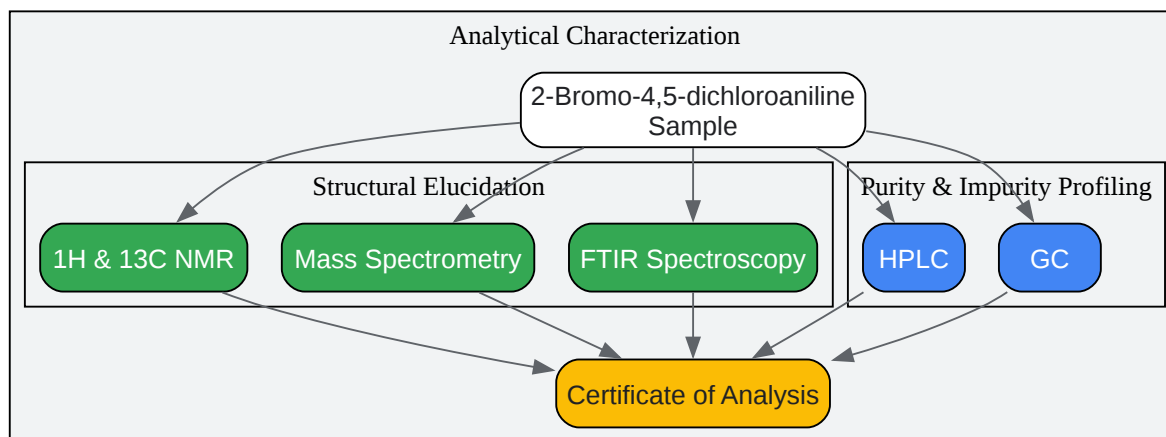 Analytical Characterization
2-Bromo-4,5-dichloroaniline
Sample
Structural Elucidation
Purity & Impurity Profiling
1H & 13C NMR
Mass Spectrometry
FTIR Spectroscopy
HPLC
GC
Certificate of Analysis